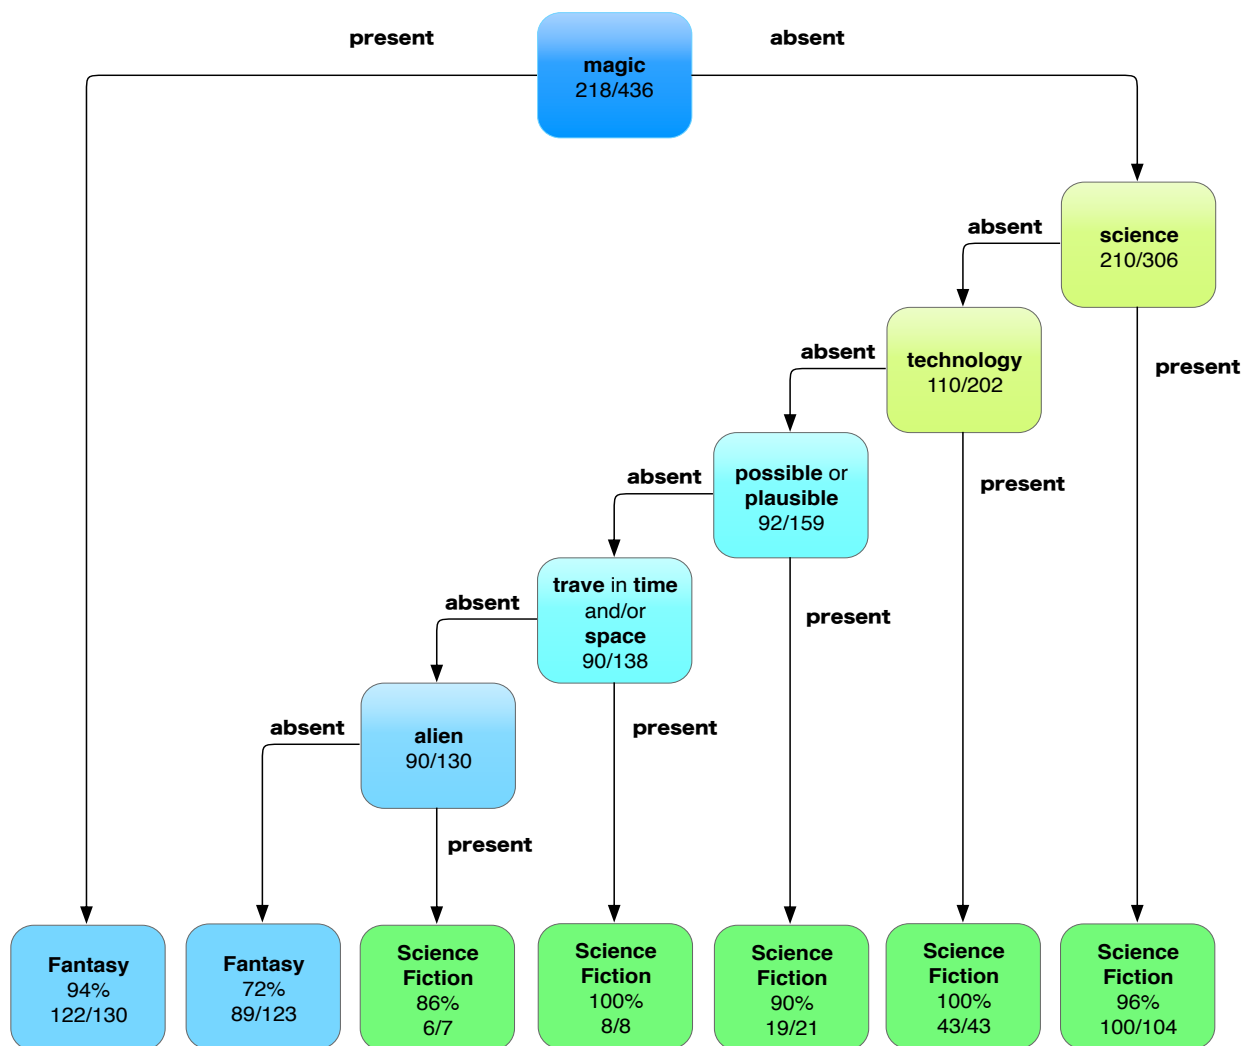 present
absent
magic
218/436
science
210/306
absent
technology
110/202
absent
present
possible or
plausible
92/159
absent
present
trave in time
and/or
space
90/138
absent
present
alien
90/130
absent
present
present
Fantasy
94%
122/130
Fantasy
72%
89/123
Science
Fiction
86%
6/7
Science
Fiction
100%
8/8
Science
Fiction
90%
19/21
Science
Fiction
100%
43/43
Science
Fiction
96%
100/104